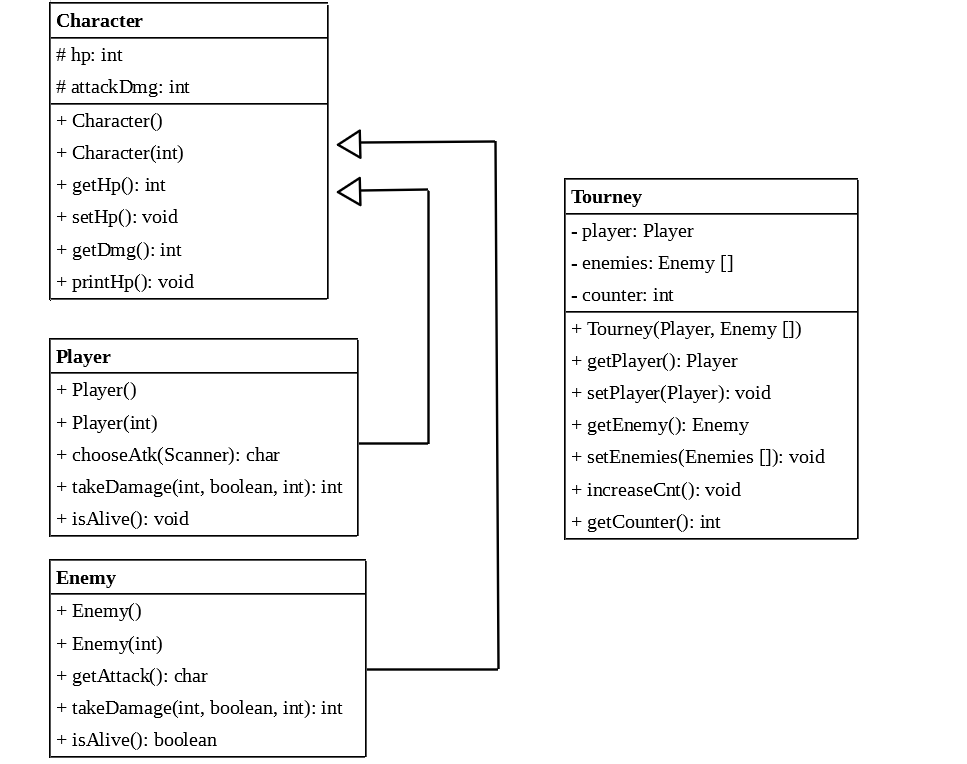 Character
# hp: int
# attackDmg: int
+ Character()
+ Character(int)
+ getHp(): int
+ setHp(): void
+ getDmg(): int
+ printHp(): void
Player
+ Player()
+ Player(int)
+ chooseAtk(Scanner): char
+ takeDamage(int, boolean, int): int
+ isAlive(): void
Enemy
+ Enemy()
+ Enemy(int)
+ getAttack(): char
+ takeDamage(int, boolean, int): int
+ isAlive(): boolean
Tourney
- player: Player
- enemies: Enemy []
- counter: int
+ Tourney(Player, Enemy [])
+ getPlayer(): Player
+ setPlayer(Player): void
+ getEnemy(): Enemy
+ setEnemies(Enemies []): void
+ increaseCnt(): void
+ getCounter(): int